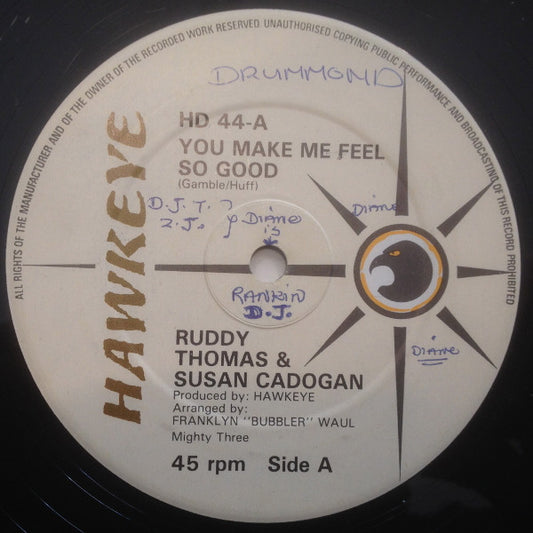 ALL RIGHTS OF THE MANUFACTURER AND OF THE OWNER OF THE RECORDED WORK RESERVED UNAUTHORISED COPYING PUBLIC PERFORMANCE AND BROADCASTING OF THIS RECORD PROHIBITED
DRUMMOND
HAWKEYE
HD 44-A
YOU MAKE ME FEEL
SO GOOD
(Gamble/Huff)
D.J. T.
Diane
Diane
J.
is
RANKIN
D.J.
Diane
RUDDY
THOMAS &
SUSAN CADOGAN
Produced by: HAWKEYE
Arranged by:
FRANKLYN "BUBBLER" WAUL
Mighty Three
45 rpm Side A